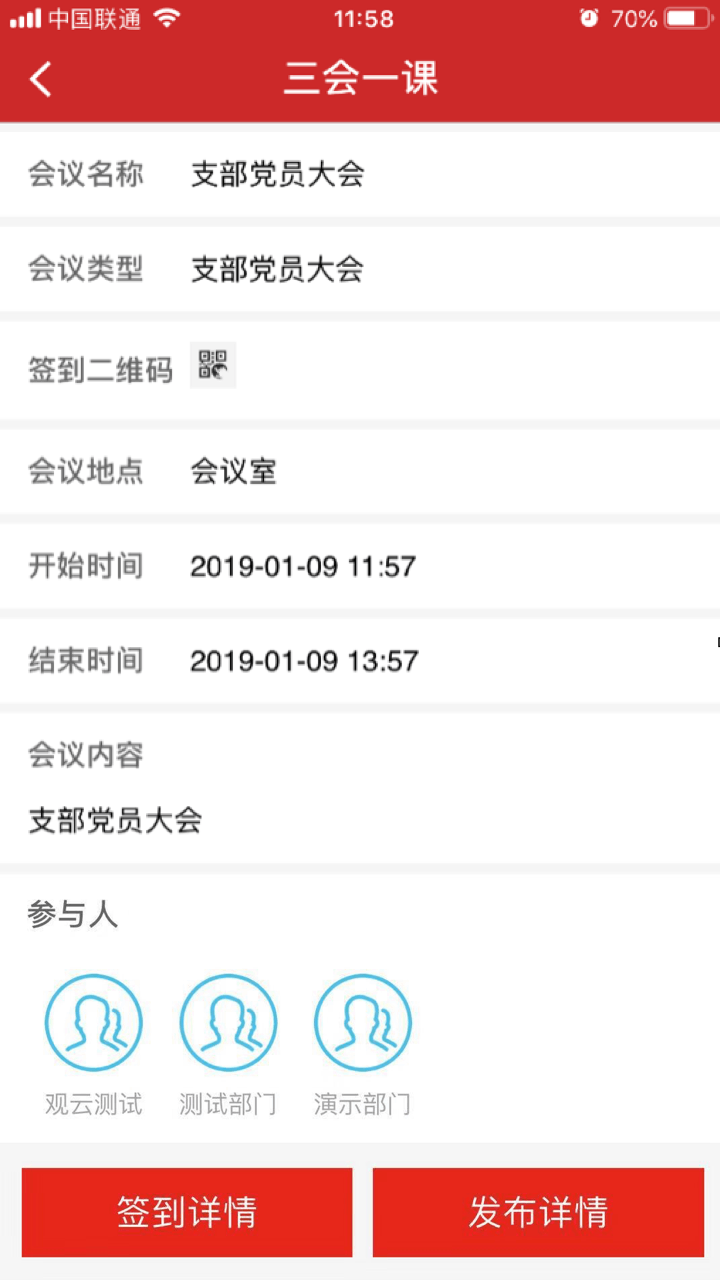 中国联通 11:58 70%
三会一课
会议名称 支部党员大会
会议类型 支部党员大会
签到二维码
会议地点 会议室
开始时间 2019-01-09 11:57
结束时间 2019-01-09 13:57
会议内容
支部党员大会
参与人
观云测试 测试部门 演示部门
签到详情 发布详情